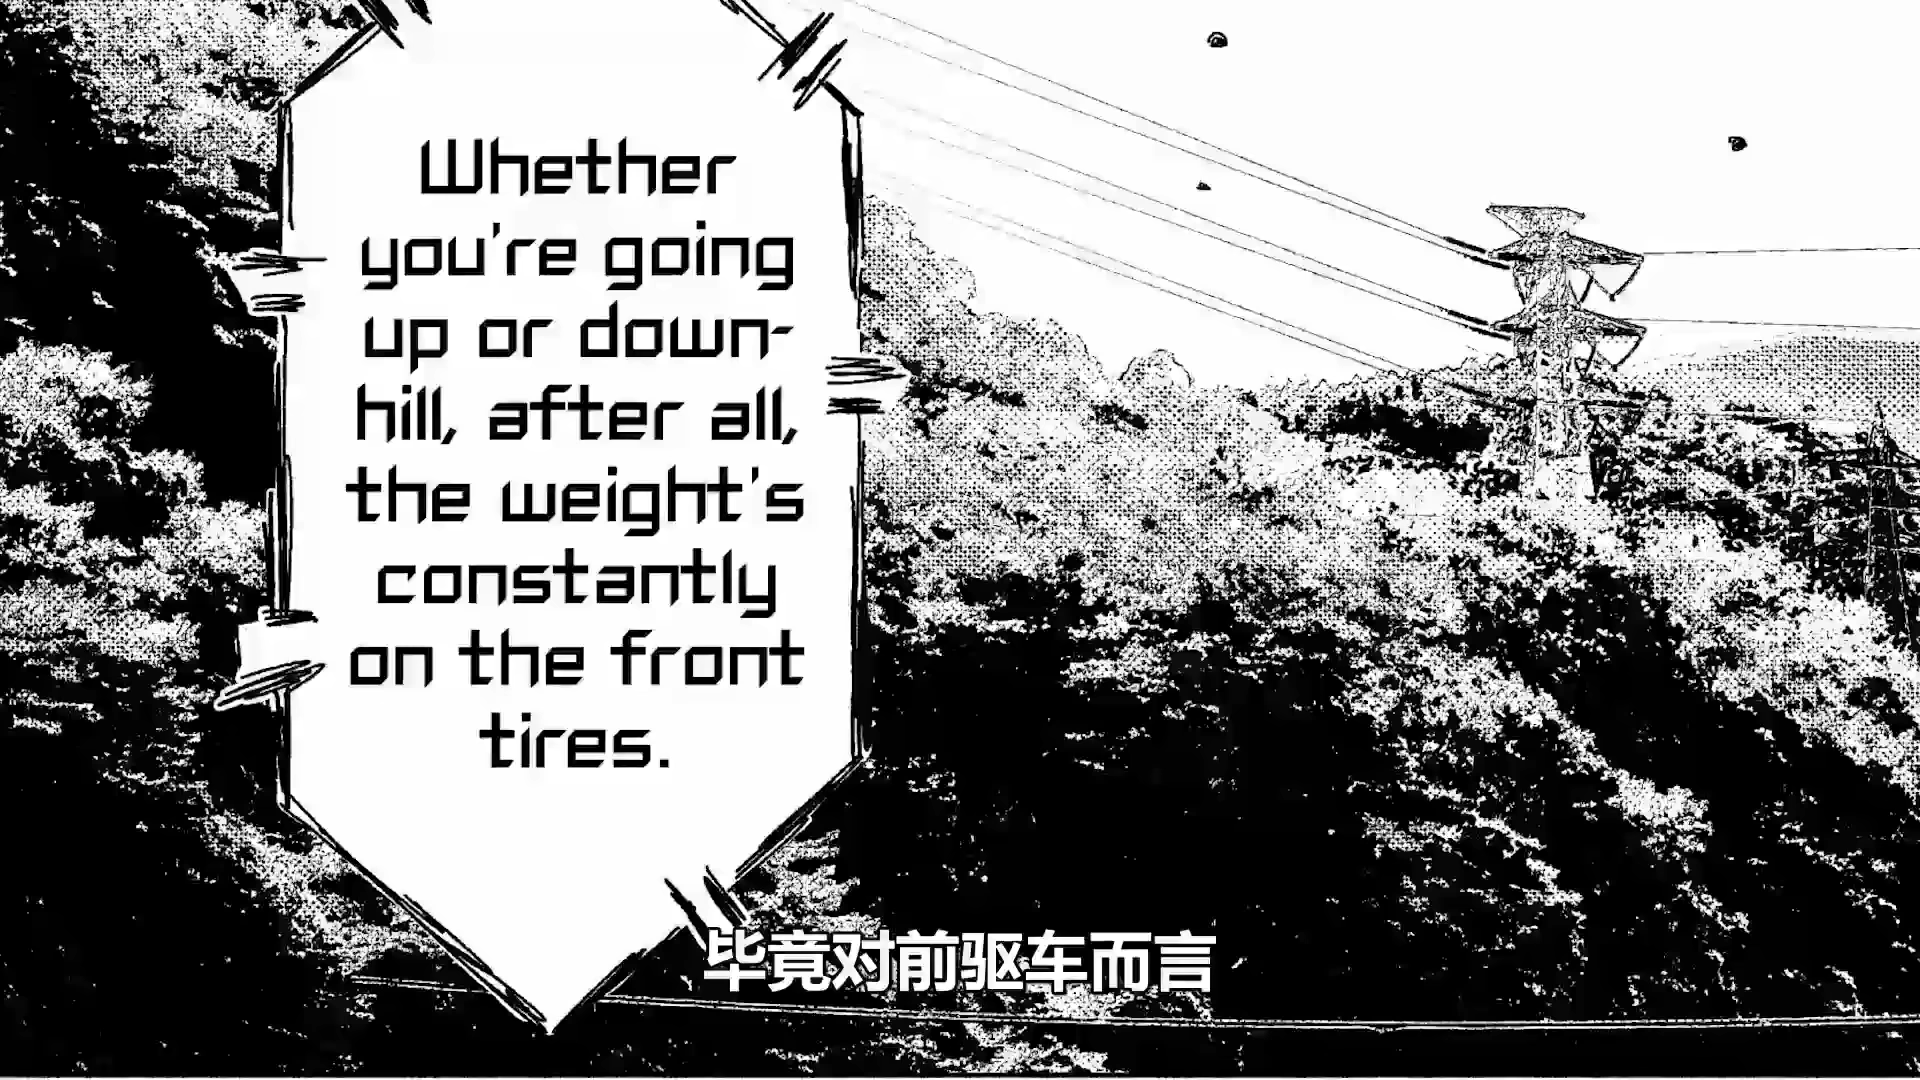 Whether
you're going
up or down-
hill, after all,
the weight's
constantly
on the front
tires.
毕竟对前驱车而言